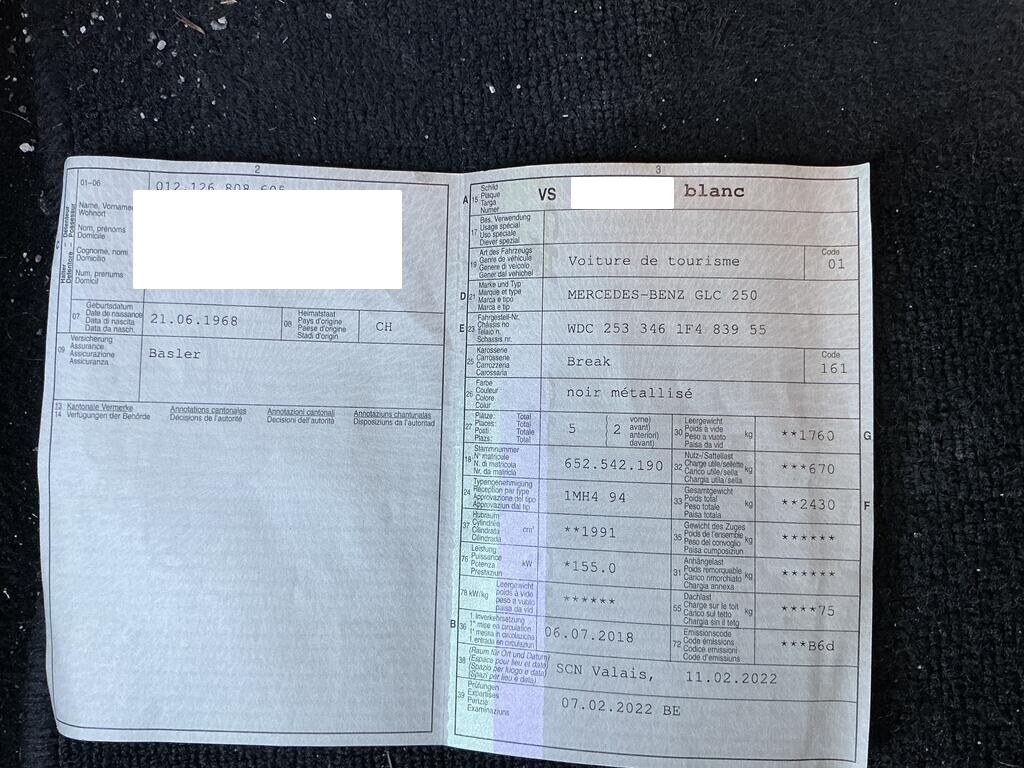 2
01-06
012.126 808 605
Halter Detenteur Detentore Possessur
Name, Vornamen
Wohnort
Nom, prénoms
Domicile
Cognome, nomi
Domicilio
Num, prenums
Domicil
07
Geburtsdatum
Date de naissance
Data di nascita
Data da nasch.
21.06.1968
08
Heimatstaat
Pays d'origine
Paese d'origine
Stadi d'origin
CH
09
Versicherung
Assurance
Assicurazione
Assicuranza
Basler
13
14
Kantonale Vermerke
Verfügungen der Behörde
Annotations cantonales
Décisions de l'autorité
Annotazioni cantonali
Decisioni dell'autorità
Annotaziuns chantunalas
Disposiziuns da l'autoritad
3
A
15
Schild
Plaque
Targa
Numer
VS
blanc
17
Bes. Verwendung
Usage spécial
Uso speciale
Diever spezial
19
Art des Fahrzeugs
Genre de véhicule
Genere di veicolo
Gener dal vehichel
Voiture de tourisme
Code
01
D
21
Marke und Typ
Marque et type
Marca e tipo
Marca e tip
MERCEDES-BENZ GLC 250
E
23
Fahrgestell-Nr.
Châssis no
Telaio n.
Schassis nr.
WDC 253 346 1F4 839 55
25
Karosserie
Carrosserie
Carrozzeria
Carossaria
Break
Code
161
26
Farbe
Couleur
Colore
Colur
noir métallisé
27
Plätze: Total
Places: Total
Posti: Totale
Plazs: Total
5
( 2
vorne)
avant)
anteriori)
davant)
30
Leergewicht
Poids à vide
Peso a vuoto
Paisa da vid
kg
**1760
G
18
Stammnummer
N° matricule
N. di matricola
Nr. da matricla
652.542.190
32
Nutz-/Sattellast
Charge utile/sellette
Carico utile/sella
Chargia utila/sella
kg
***670
24
Typengenehmigung
Réception par type
Approvazione del tipo
Approvaziun dal tip
1MH4 94
33
Gesamtgewicht
Poids total
Peso totale
Paisa totala
kg
**2430
F
37
Hubraum
Cylindrée
Cilindrata
Cilindrada
cm³
**1991
35
Gewicht des Zuges
Poids de l'ensemble
Peso del convoglio
Paisa cumposiziun
kg
******
76
Leistung
Puissance
Potenza
Prestaziun
kW
*155.0
31
Anhängelast
Poids remorquable
Carico rimorchiato
Chargia annexa
kg
******
78 kW/kg
Leergewicht
poids à vide
peso a vuoto
paisa da vid
******
55
Dachlast
Charge sur le toit
Carico sul tetto
Chargia sin il tetg
kg
****75
B
36
1. Inverkehrsetzung
1re mise en circulation
1a messa in circolazione
1. entrada en circulaziun
06.07.2018
72
Emissionscode
Code émissions
Codice emissioni
Code d'emissiuns
***B6d
38
(Raum für Ort und Datum)
(Espace pour lieu et date)
(Spazio per luogo e data)
(Spazi per lieu e data)
SCN Valais, 11.02.2022
39
Prüfungen
Expertises
Perizie
Examinaziuns
07.02.2022 BE